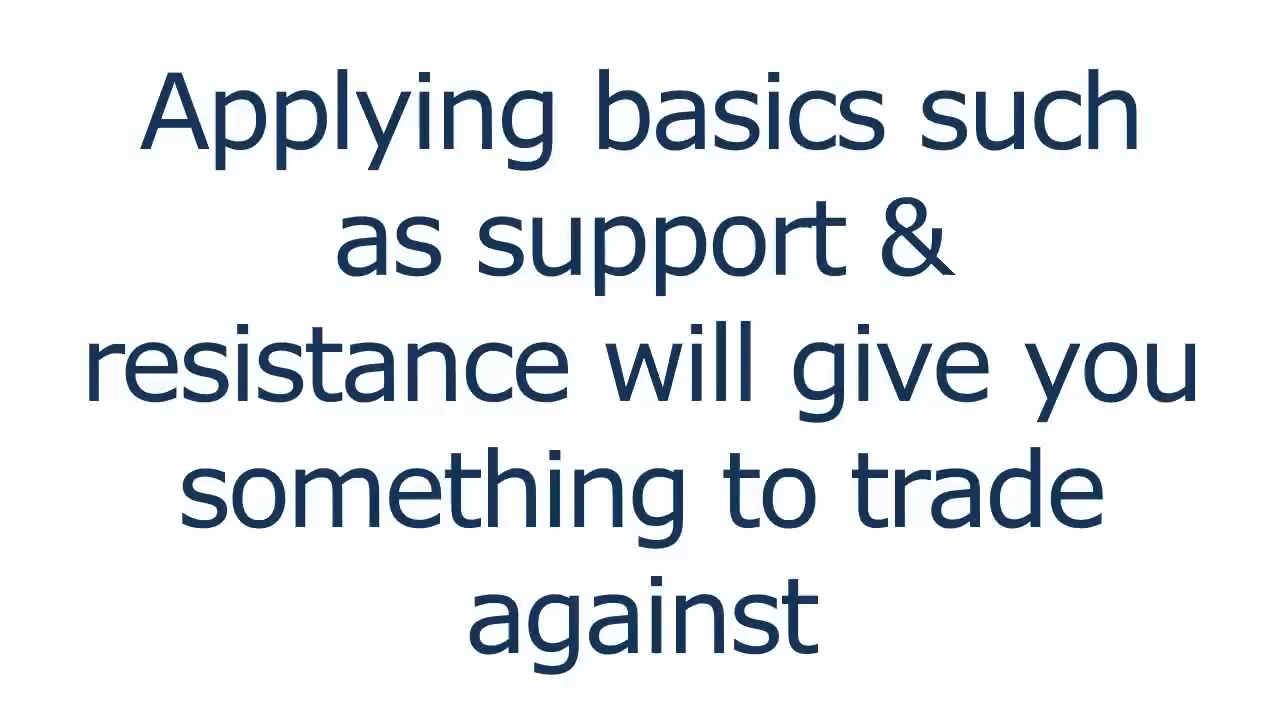 Applying basics such
as support &
resistance will give you
something to trade
against